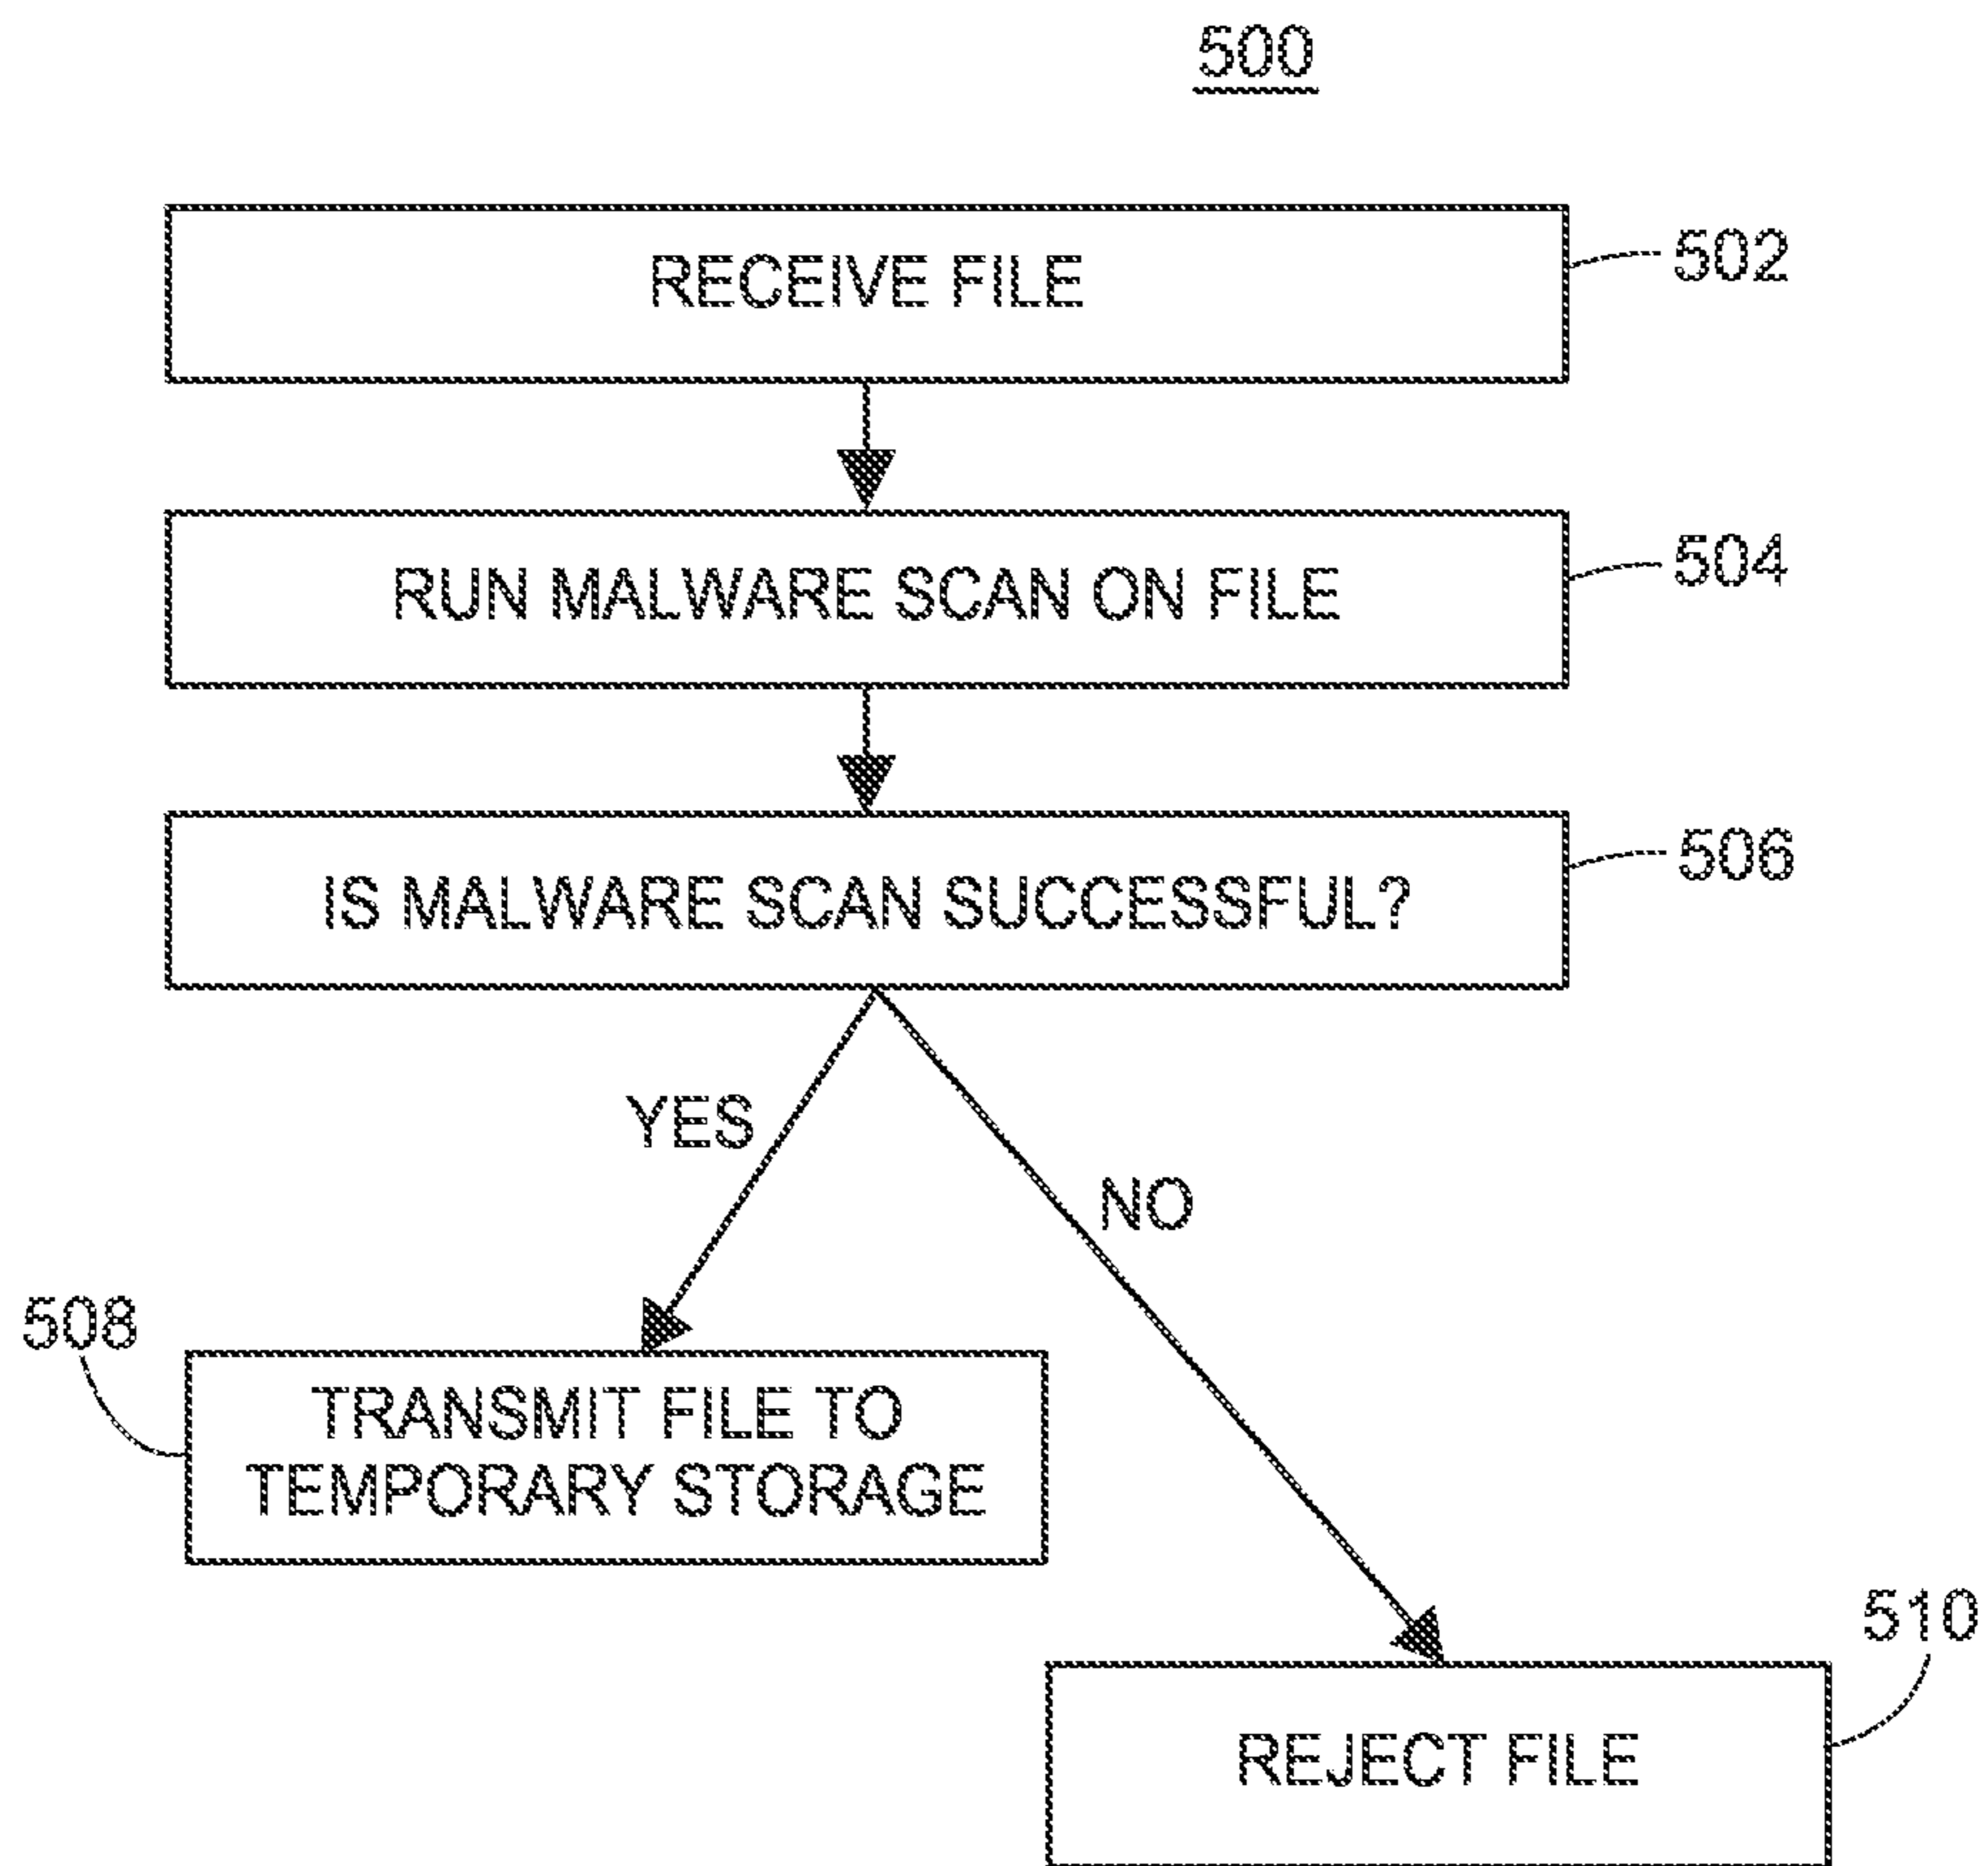 500
RECEIVE FILE
502
RUN MALWARE SCAN ON FILE
504
IS MALWARE SCAN SUCCESSFUL?
506
YES
NO
508
TRANSMIT FILE TO
TEMPORARY STORAGE
510
REJECT FILE